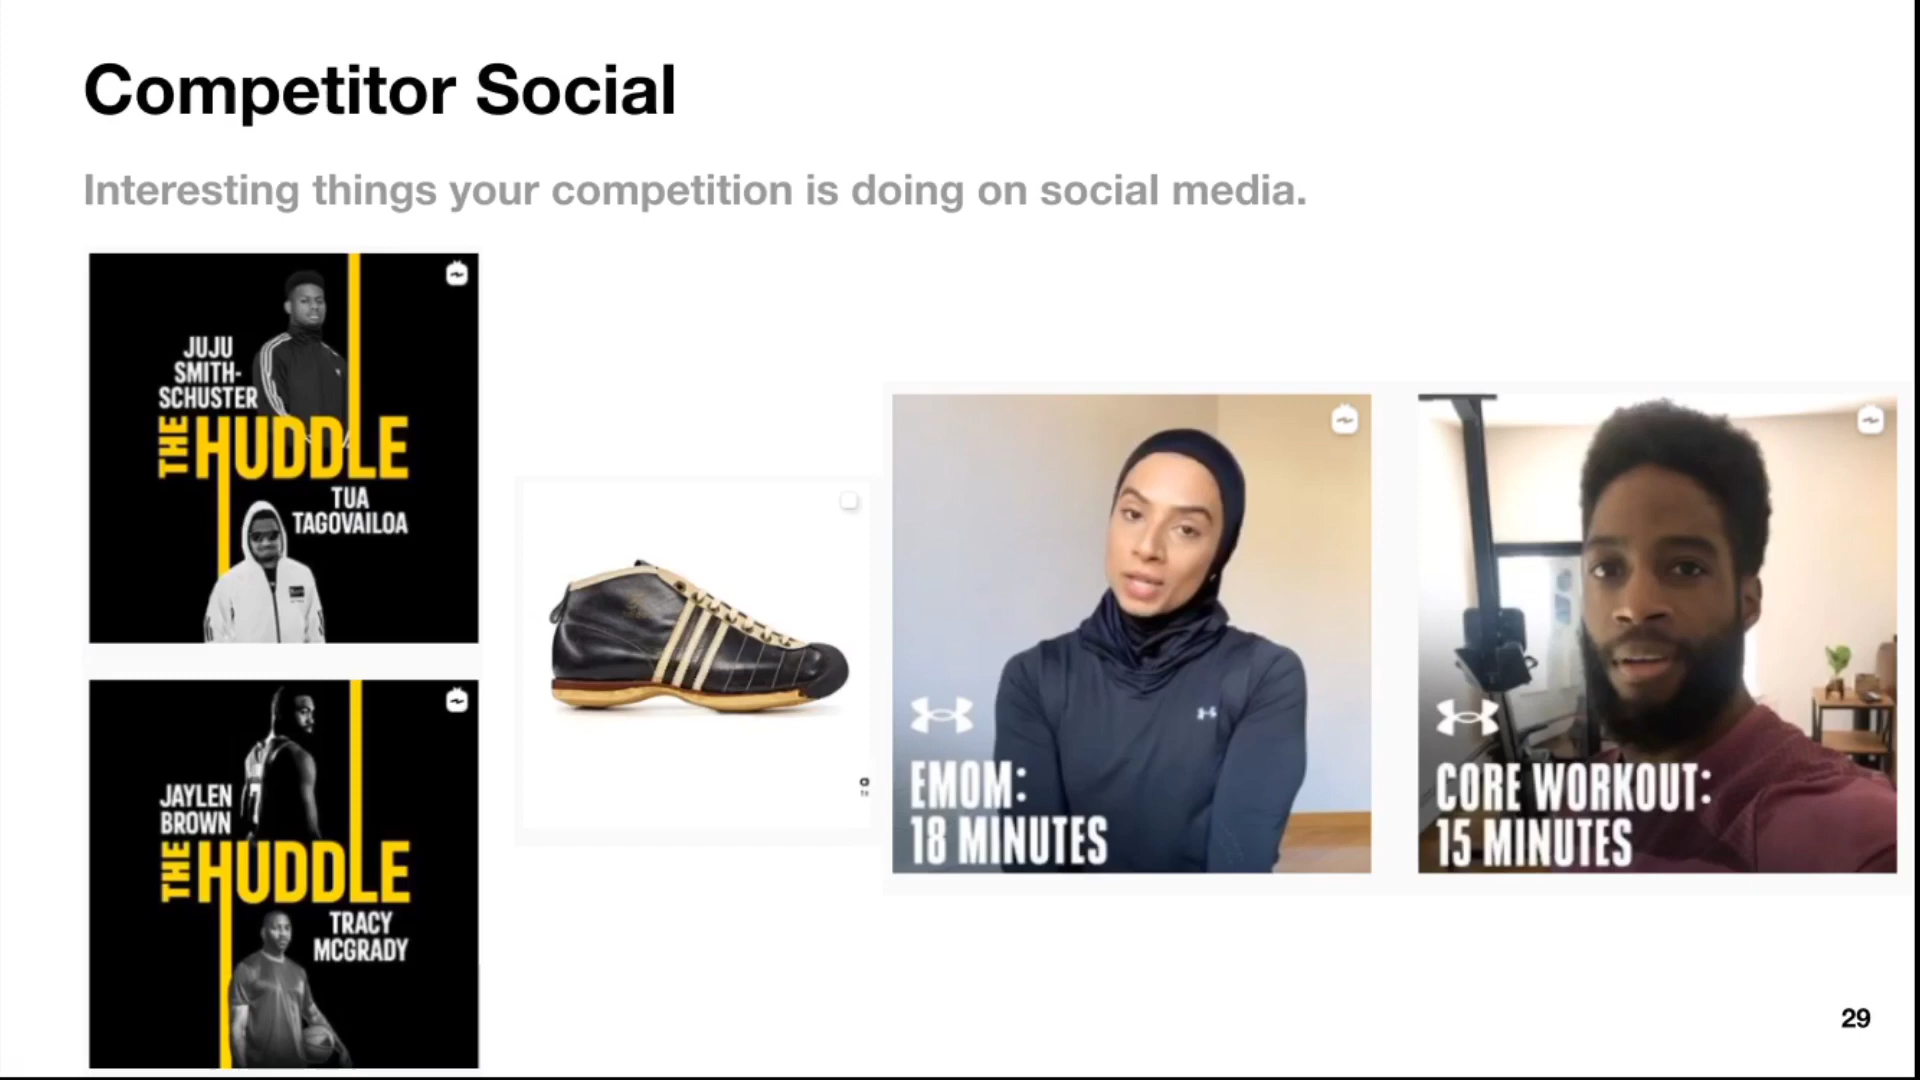 Competitor Social
Interesting things your competition is doing on social media.
JUJU
SMITH-
SCHUSTER
THE HUDDLE
TUA
TAGOVAILOA
JAYLEN
BROWN
THE HUDDLE
TRACY
MCGRADY
EMOM:
18 MINUTES
CORE WORKOUT:
15 MINUTES
29